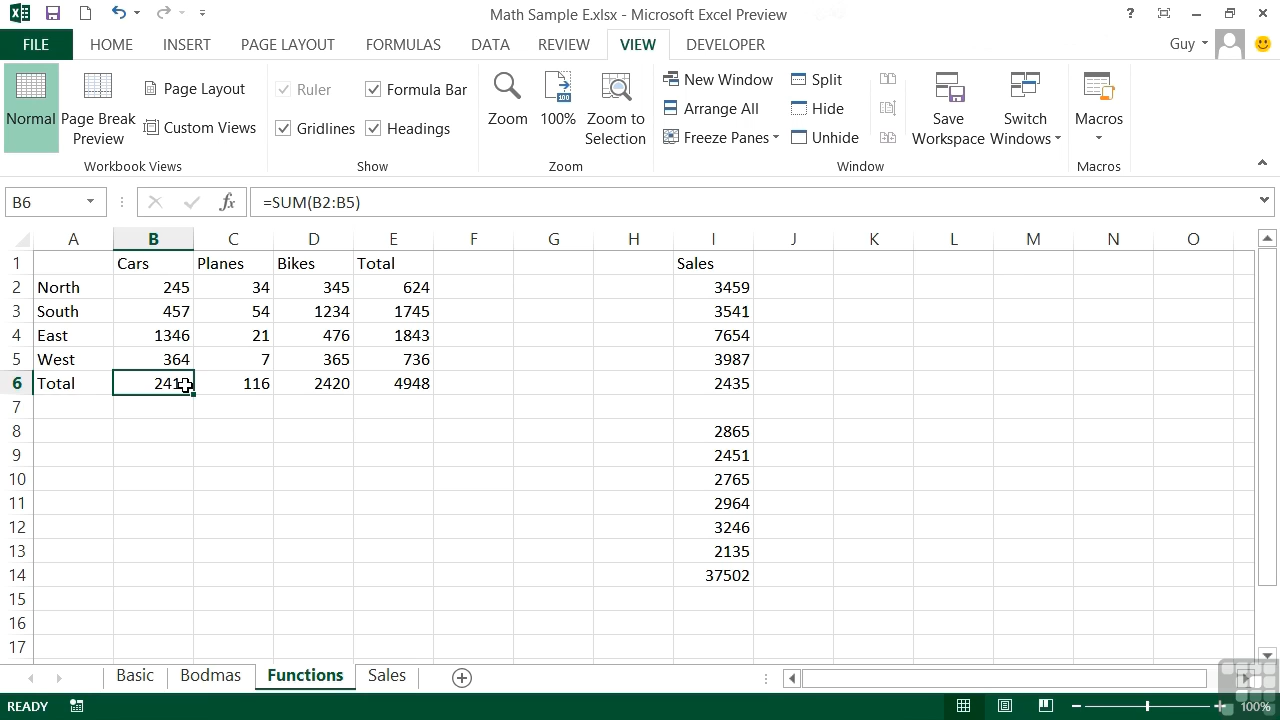 Math Sample E.xlsx - Microsoft Excel Preview
?
FILE HOME INSERT PAGE LAYOUT FORMULAS DATA REVIEW VIEW DEVELOPER Guy
Normal
Page Break
Preview
Page Layout
Custom Views
Workbook Views
Ruler Formula Bar
Gridlines Headings
Show
Zoom
100
100%
Zoom to
Selection
Zoom
New Window
Arrange All
Freeze Panes
Split
Hide
Unhide
Save
Workspace
Switch
Windows
Window
Macros
Macros
B6 fx =SUM(B2:B5)
A B C D E F G H I J K L M N O
1 Cars Planes Bikes Total Sales
2 North 245 34 345 624 3459
3 South 457 54 1234 1745 3541
4 East 1346 21 476 1843 7654
5 West 364 7 365 736 3987
6 Total 116 2420 4948 2435
7
8 2865
9 2451
10 2765
11 2964
12 3246
13 2135
14 37502
15
16
17
Basic Bodmas Functions Sales
READY 100%